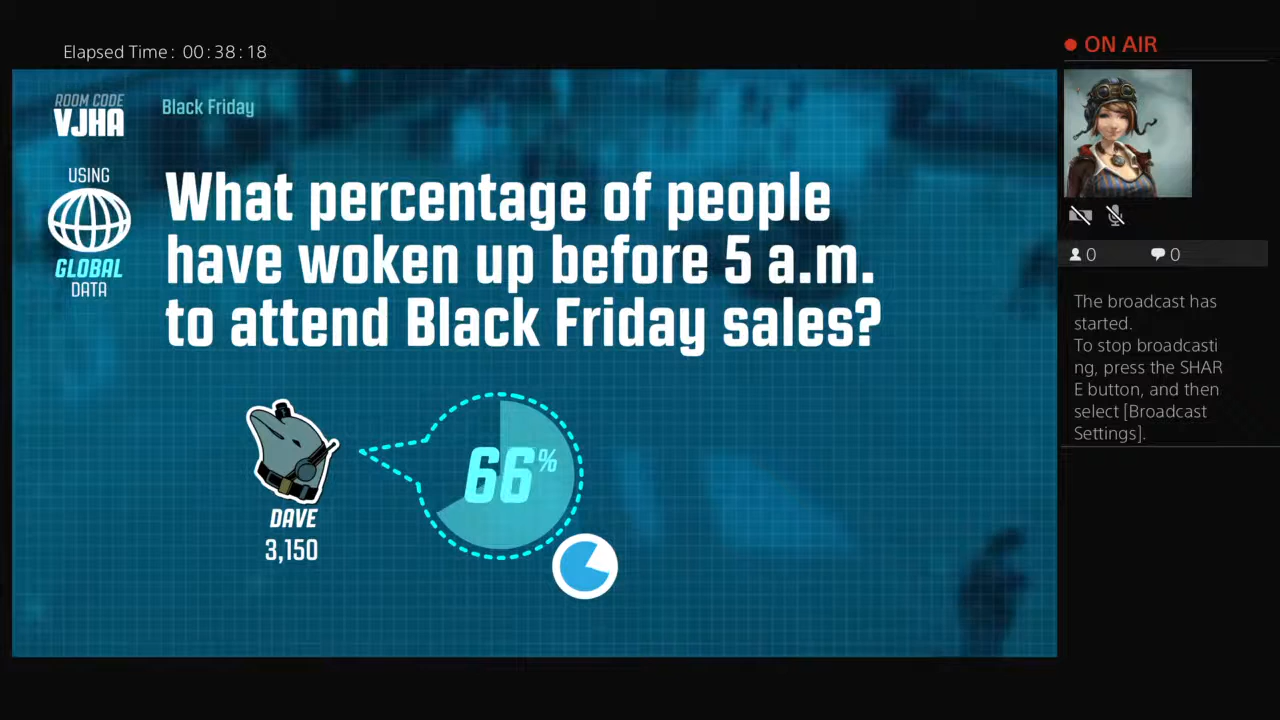 Elapsed Time: 00:38:18
ON AIR
ROOM CODE
VJHA
Black Friday
USING
GLOBAL
DATA
What percentage of people
have woken up before 5 a.m.
to attend Black Friday sales?
66%
DAVE
3,150
0
0
The broadcast has
started.
To stop broadcasti
ng, press the SHAR
E button, and then
select [Broadcast
Settings].